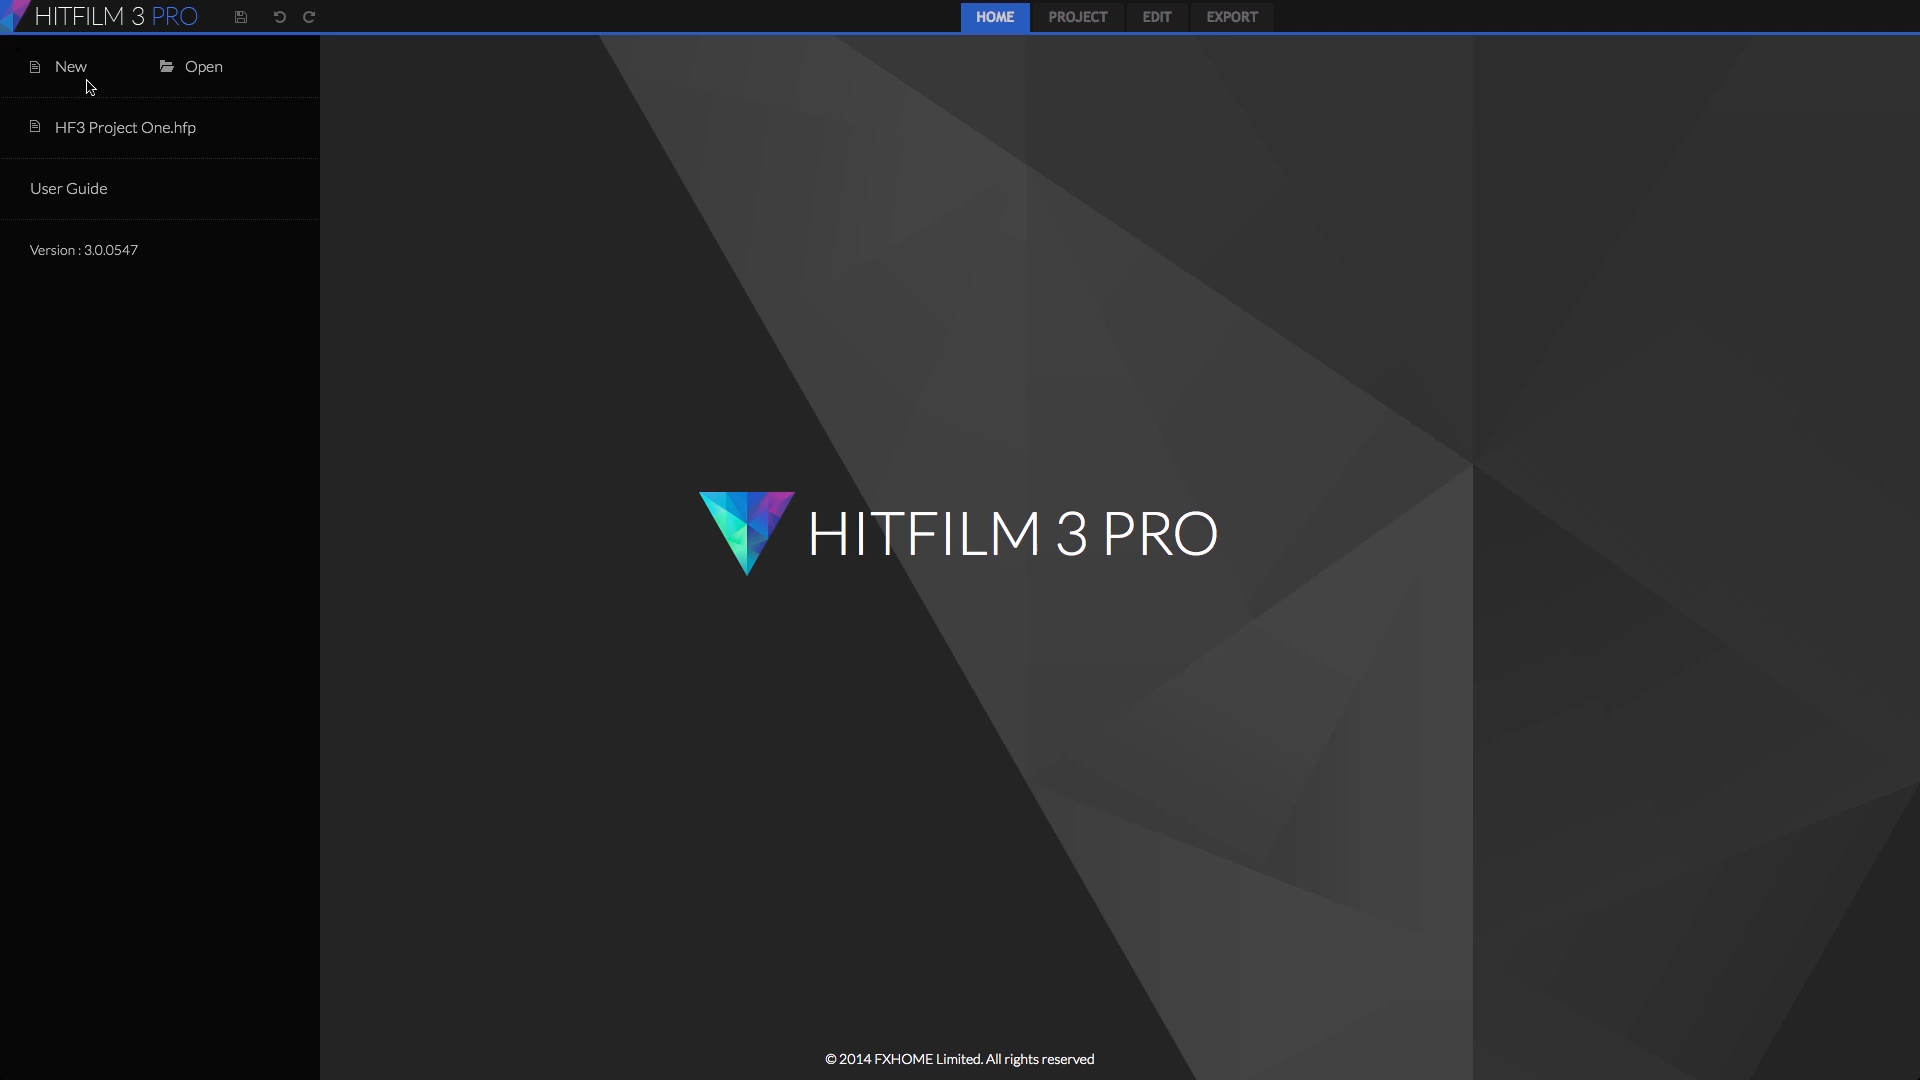 HITFILM 3 PRO
HOME PROJECT EDIT EXPORT
New Open
HF3 Project One.hfp
User Guide
Version : 3.0.0547
HITFILM 3 PRO
© 2014 FXHOME Limited. All rights reserved